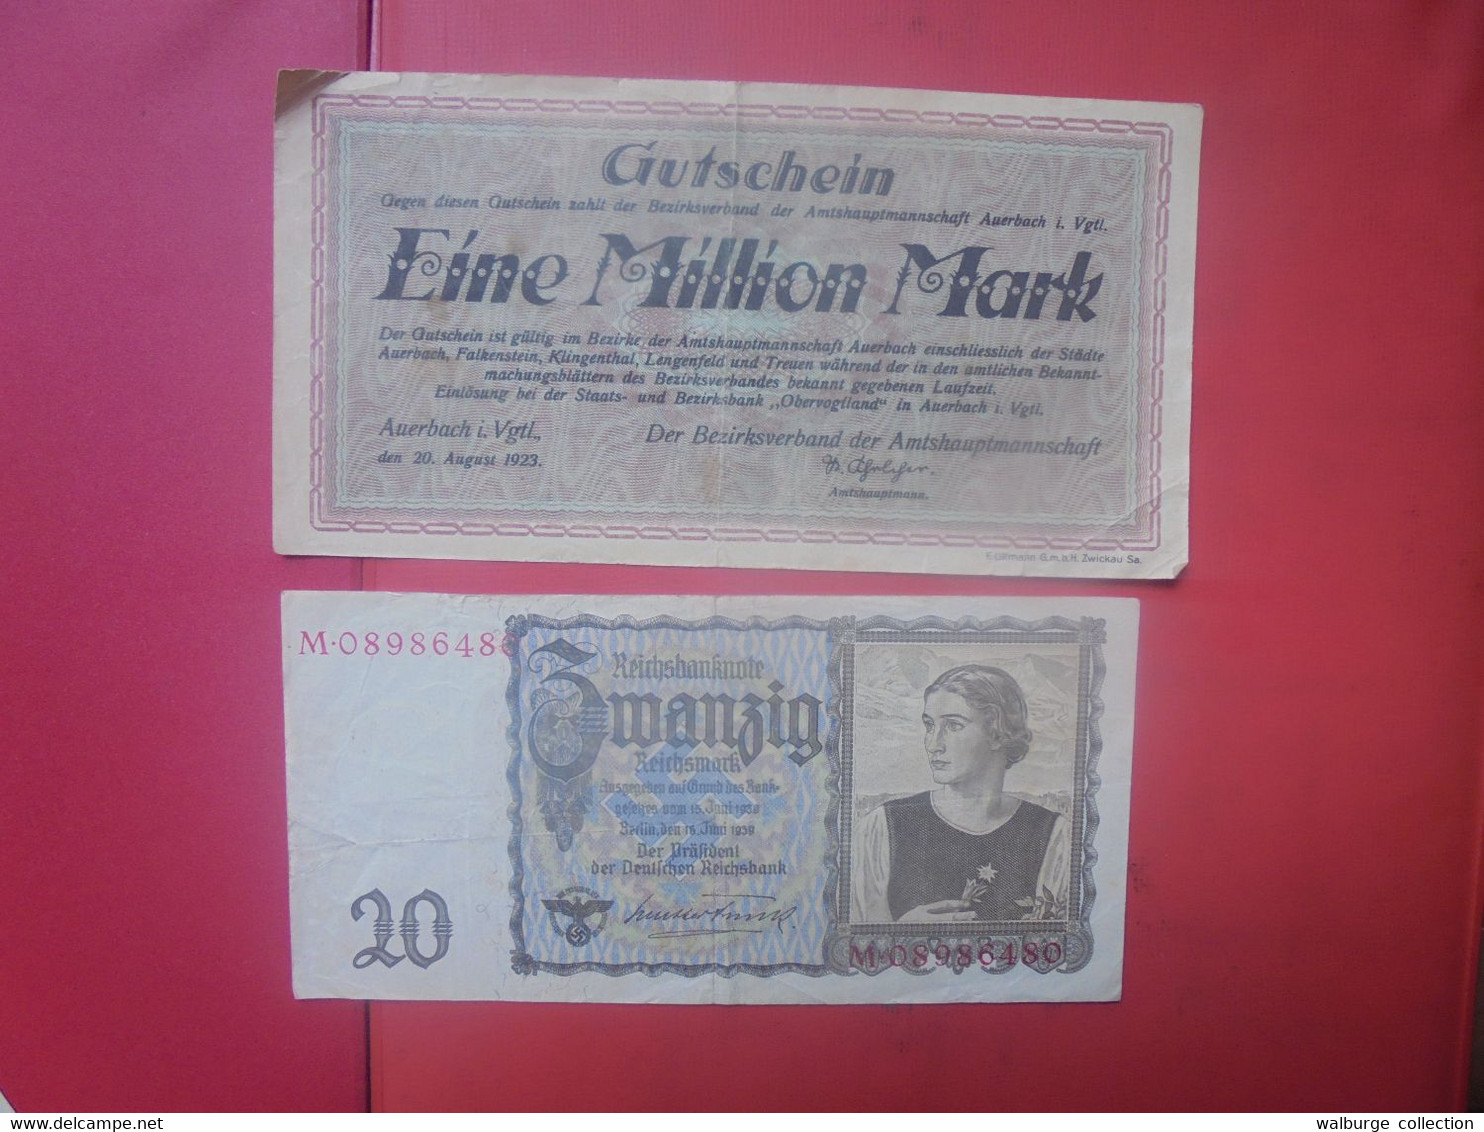 Gutschein
Gegen diesen Gutschein zahlt der Bezirksverband der Amtshauptmannschaft Auerbach i. Vgtl.
Eine Million Mark
Der Gutschein ist gültig im Bezirke der Amtshauptmannschaft Auerbach einschliesslich der Städte
Auerbach, Falkenstein, Klingenthal, Lengenfeld und Treuen während der in den amtlichen Bekannt-
machungsblättern des Bezirksverbandes bekannt gegebenen Laufzeit.
Einlösung bei der Staats- und Bezirksbank „Obervogtland" in Auerbach i. Vgtl.
Auerbach i. Vgtl.,
den 20. August 1923.
Der Bezirksverband der Amtshauptmannschaft
Amtshauptmann.
E. Ullmann G.m.b.H. Zwickau Sa.
M·08986480
Reichsbanknote
Zwanzig
Reichsmark
Ausgegeben auf Grund des Bank-
gesetzes vom 15. Juni 1939
Berlin, den 16. Juni 1939
Der Präsident
der Deutschen Reichsbank
20
M·08986480
delcampe.net
walburge collection